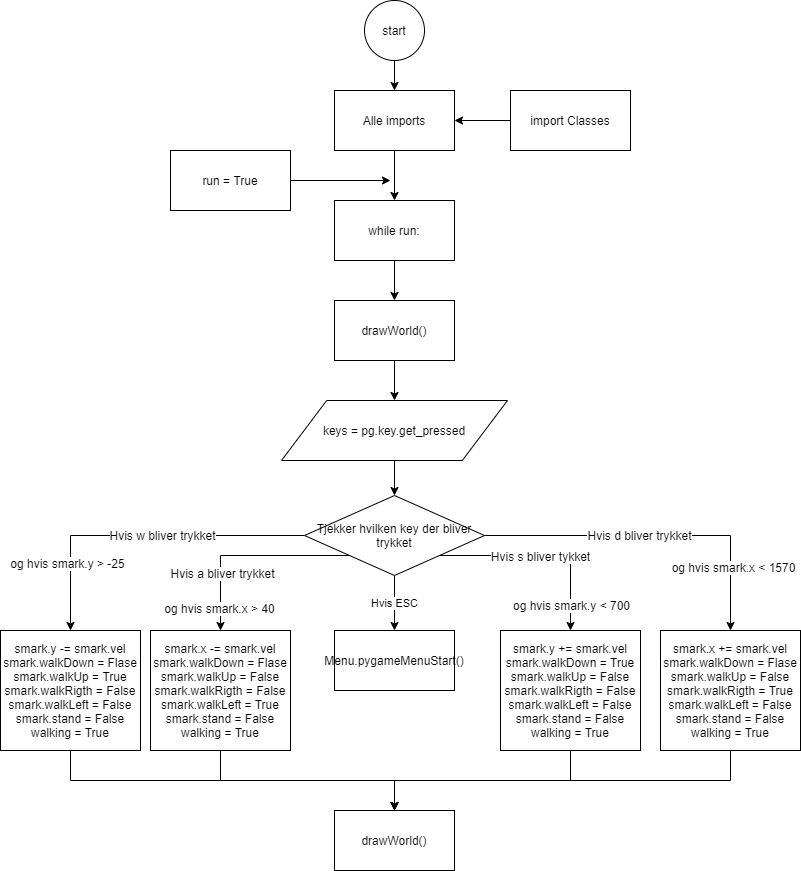 start
Alle imports
import Classes
run = True
while run:
drawWorld()
keys = pg.key.get_pressed
Tjekker hvilken key der bliver
trykket
Hvis w bliver trykket
og hvis smark.y > -25
Hvis a bliver trykket
og hvis smark.x > 40
Hvis ESC
Hvis s bliver tykket
og hvis smark.y < 700
Hvis d bliver trykket
og hvis smark.x < 1570
smark.y -= smark.vel
smark.walkDown = Flase
smark.walkUp = True
smark.walkRigth = False
smark.walkLeft = False
smark.stand = False
walking = True
smark.x -= smark.vel
smark.walkDown = Flase
smark.walkUp = False
smark.walkRigth = False
smark.walkLeft = True
smark.stand = False
walking = True
Menu.pygameMenuStart()
smark.y += smark.vel
smark.walkDown = True
smark.walkUp = False
smark.walkRigth = False
smark.walkLeft = False
smark.stand = False
walking = True
smark.x += smark.vel
smark.walkDown = Flase
smark.walkUp = False
smark.walkRigth = True
smark.walkLeft = False
smark.stand = False
walking = True
drawWorld()